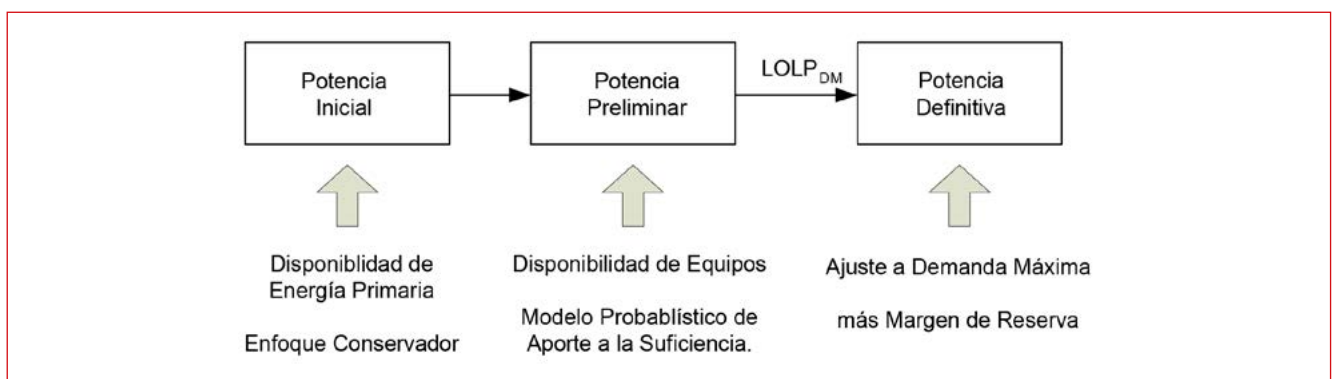 Potencia
Inicial
Potencia
Preliminar
LOLP_DM
Potencia
Definitiva
Disponiblidad de
Energía Primaria
Enfoque Conservador
Disponibilidad de Equipos
Modelo Probablístico de
Aporte a la Suficiencia.
Ajuste a Demanda Máxima
más Margen de Reserva